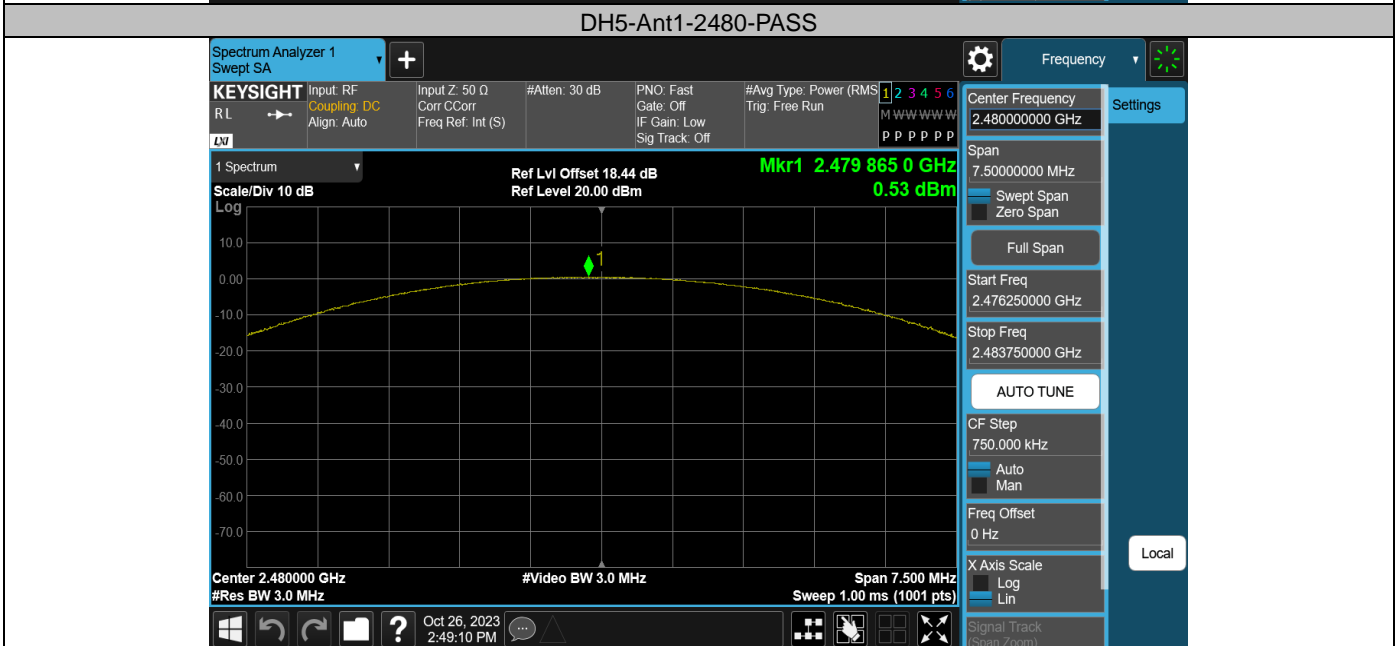 DH5-Ant1-2480-PASS
Spectrum Analyzer 1
Swept SA
Frequency
KEYSIGHT
R L
LXI
Input: RF
Coupling: DC
Align: Auto
Input Z: 50 Ω
Corr CCorr
Freq Ref: Int (S)
#Atten: 30 dB
PNO: Fast
Gate: Off
IF Gain: Low
Sig Track: Off
#Avg Type: Power (RMS
Trig: Free Run
1 2 3 4 5 6
M W W W W W
P P P P P P
1 Spectrum
Scale/Div 10 dB
Log
Ref Lvl Offset 18.44 dB
Ref Level 20.00 dBm
Mkr1 2.479 865 0 GHz
0.53 dBm
1
10.0
0.00
-10.0
-20.0
-30.0
-40.0
-50.0
-60.0
-70.0
Center 2.480000 GHz
#Res BW 3.0 MHz
#Video BW 3.0 MHz
Span 7.500 MHz
Sweep 1.00 ms (1001 pts)
Center Frequency
2.480000000 GHz
Settings
Span
7.50000000 MHz
Swept Span
Zero Span
Full Span
Start Freq
2.476250000 GHz
Stop Freq
2.483750000 GHz
AUTO TUNE
CF Step
750.000 kHz
Auto
Man
Freq Offset
0 Hz
Local
X Axis Scale
Log
Lin
Signal Track
(Span Zoom)
?
Oct 26, 2023
2:49:10 PM